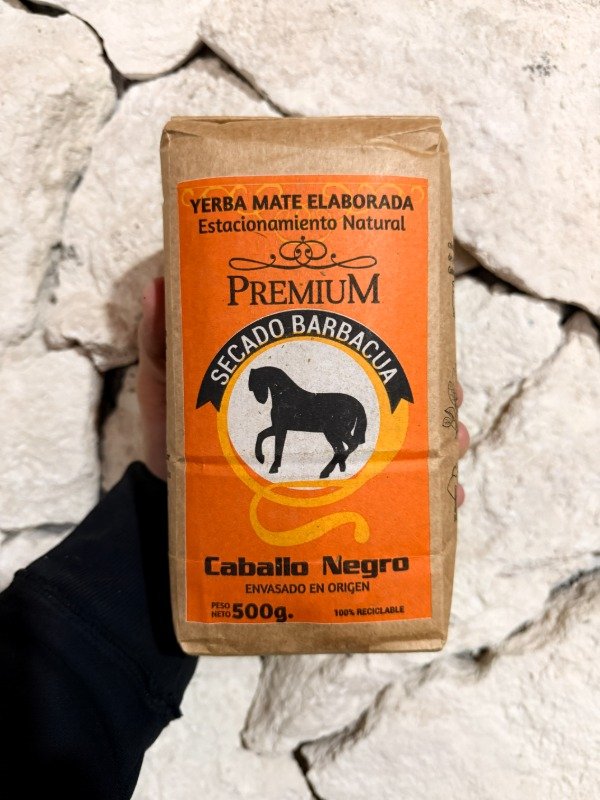 YERBA MATE ELABORADA
Estacionamiento Natural
PREMIUM
SECADO BARBACUA
Caballo Negro
ENVASADO EN ORIGEN
PESO NETO 500g.
100% RECICLABLE